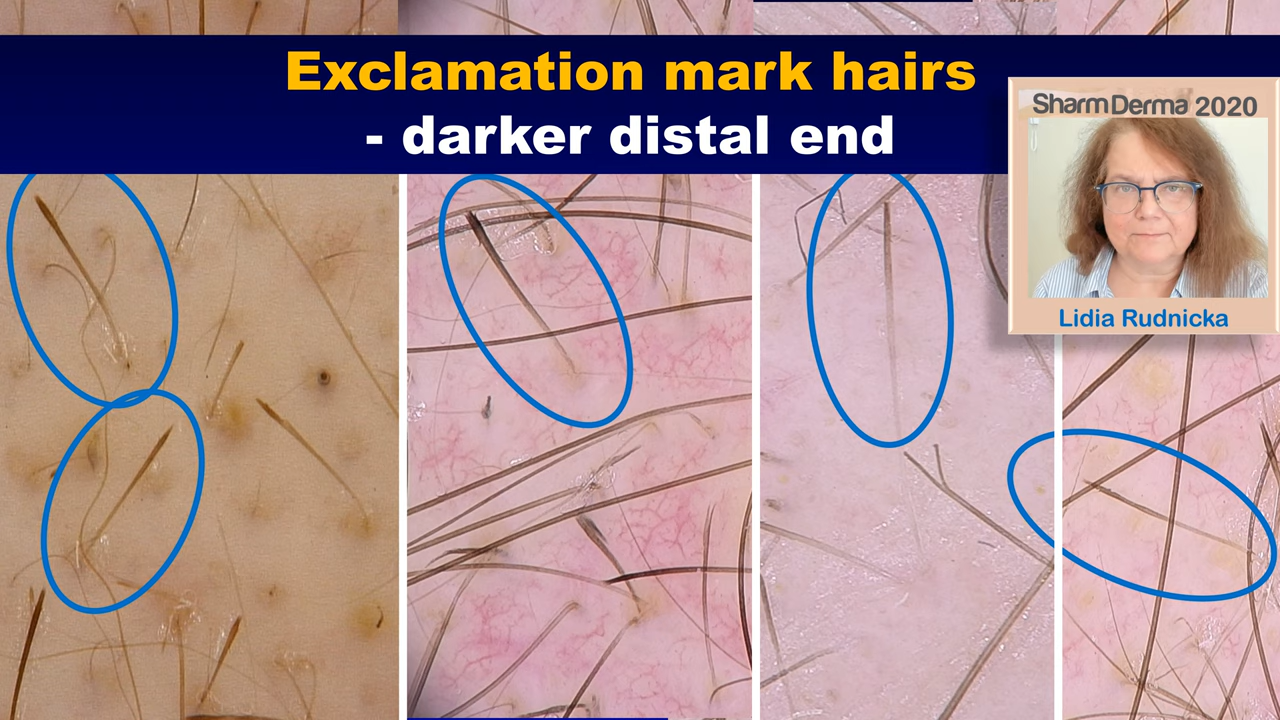 Exclamation mark hairs
- darker distal end
SharmDerma 2020
Lidia Rudnicka